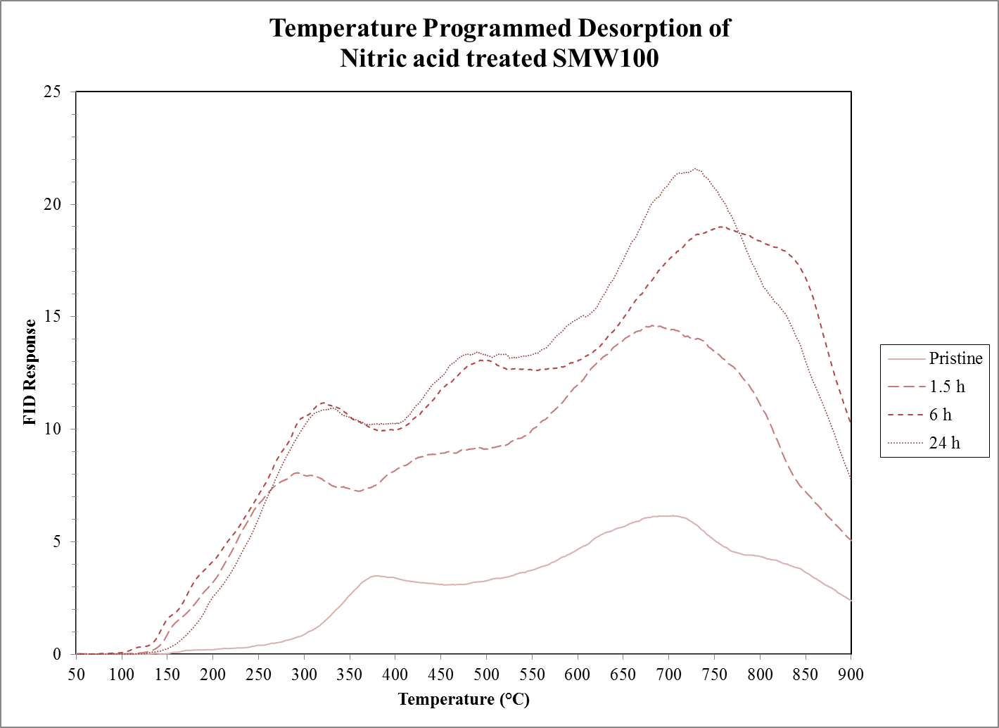 Temperature Programmed Desorption of
Nitric acid treated SMW100
25
20
15
10
5
0
FID Response
50 100 150 200 250 300 350 400 450 500 550 600 650 700 750 800 850 900
Temperature (°C)
Pristine
1.5 h
6 h
24 h